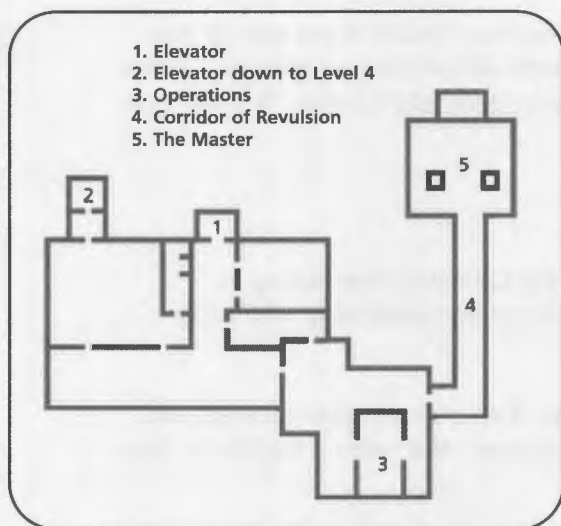 1. Elevator
2. Elevator down to Level 4
3. Operations
4. Corridor of Revulsion
5. The Master
5
2
1
4
3